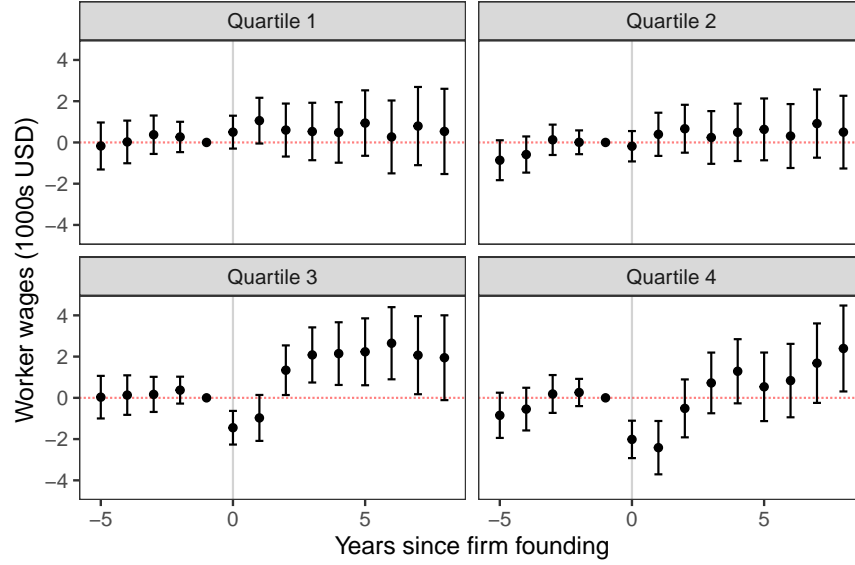 Quartile 1
Quartile 2
4
2
0
−2
−4
Quartile 3
Quartile 4
4
2
0
−2
−4
−5
0
5
−5
0
5
Worker wages (1000s USD)
Years since firm founding